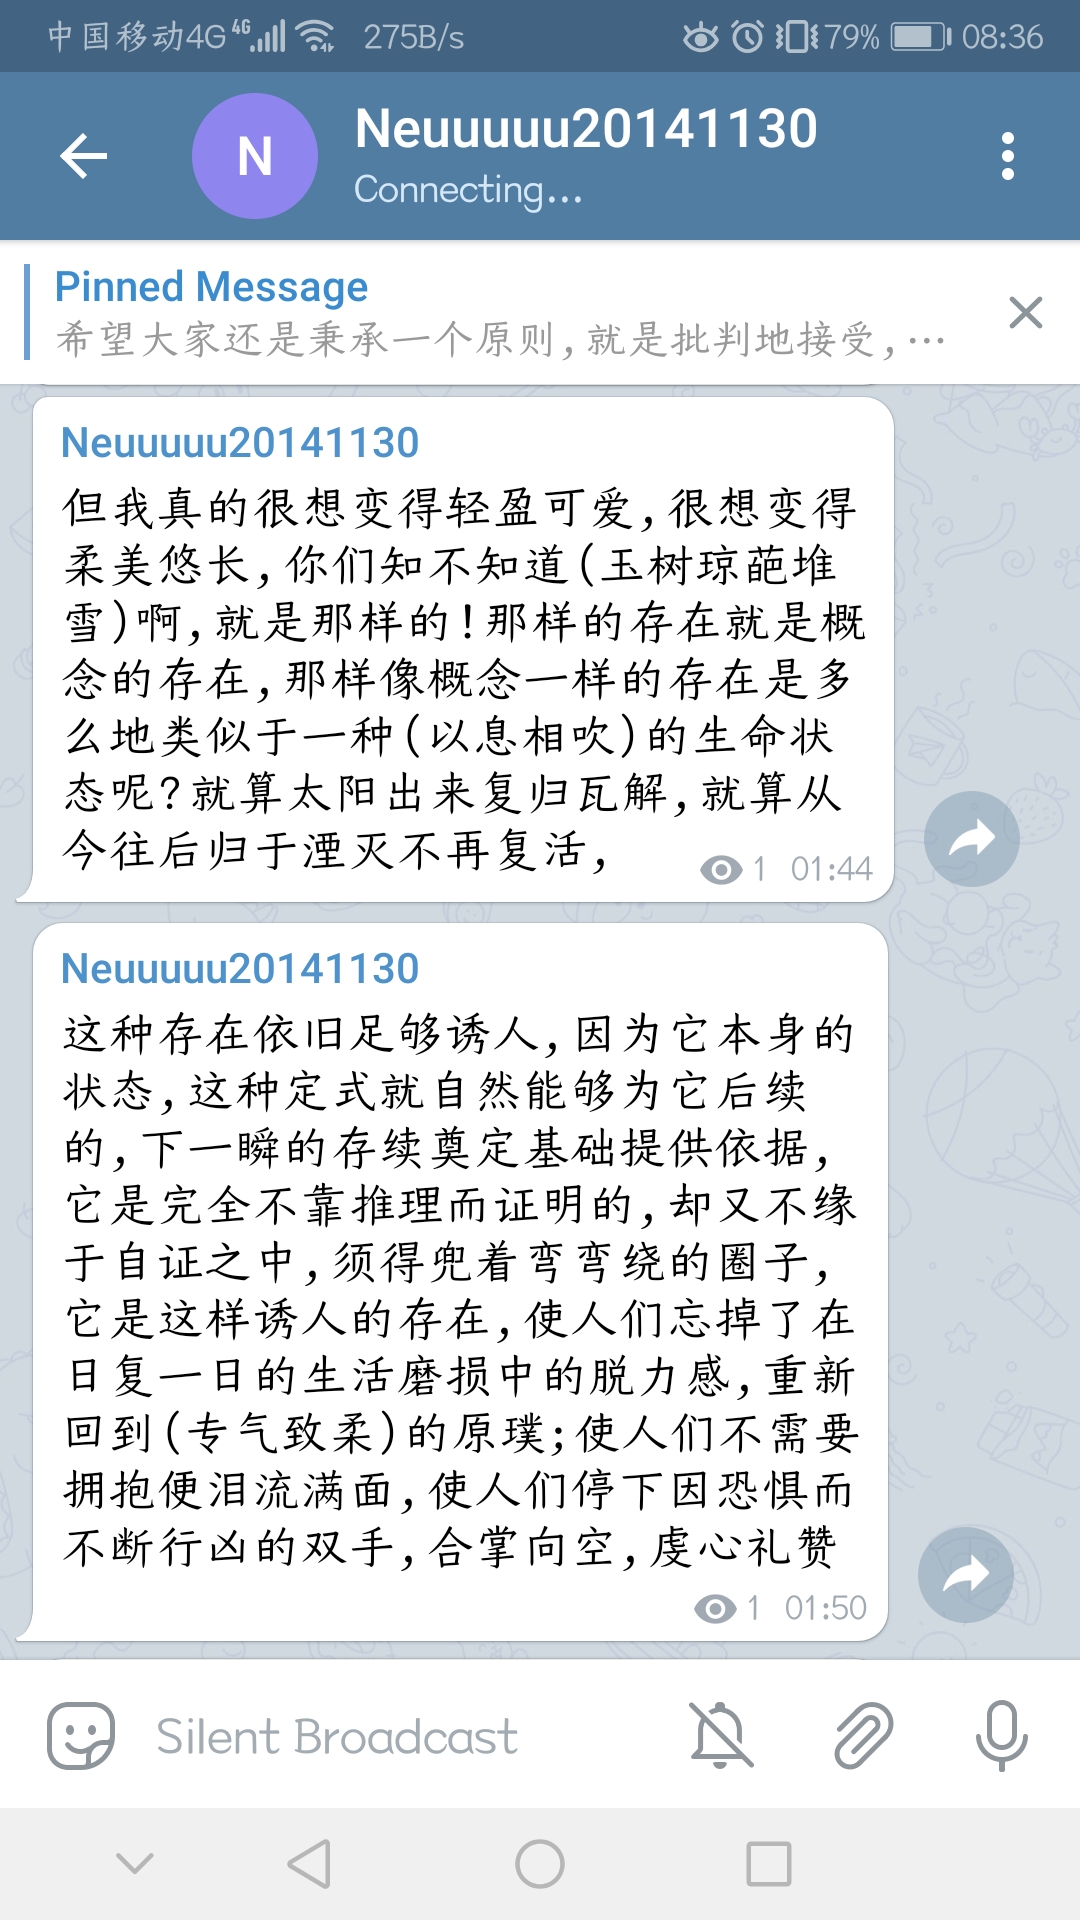 中国移动4G 4G 275B/s 79% 08:36
N
Neuuuuu20141130
Connecting...
Pinned Message
希望大家还是秉承一个原则,就是批判地接受,…
Neuuuuu20141130
但我真的很想变得轻盈可爱,很想变得
柔美悠长,你们知不知道(玉树琼葩堆
雪)啊,就是那样的!那样的存在就是概
念的存在,那样像概念一样的存在是多
么地类似于一种(以息相吹)的生命状
态呢?就算太阳出来复归瓦解,就算从
今往后归于湮灭不再复活,
1 01:44
Neuuuuu20141130
这种存在依旧足够诱人,因为它本身的
状态,这种定式就自然能够为它后续
的,下一瞬的存续奠定基础提供依据,
它是完全不靠推理而证明的,却又不缘
于自证之中,须得兜着弯弯绕的圈子,
它是这样诱人的存在,使人们忘掉了在
日复一日的生活磨损中的脱力感,重新
回到(专气致柔)的原璞;使人们不需要
拥抱便泪流满面,使人们停下因恐惧而
不断行凶的双手,合掌向空,虔心礼赞
1 01:50
Silent Broadcast